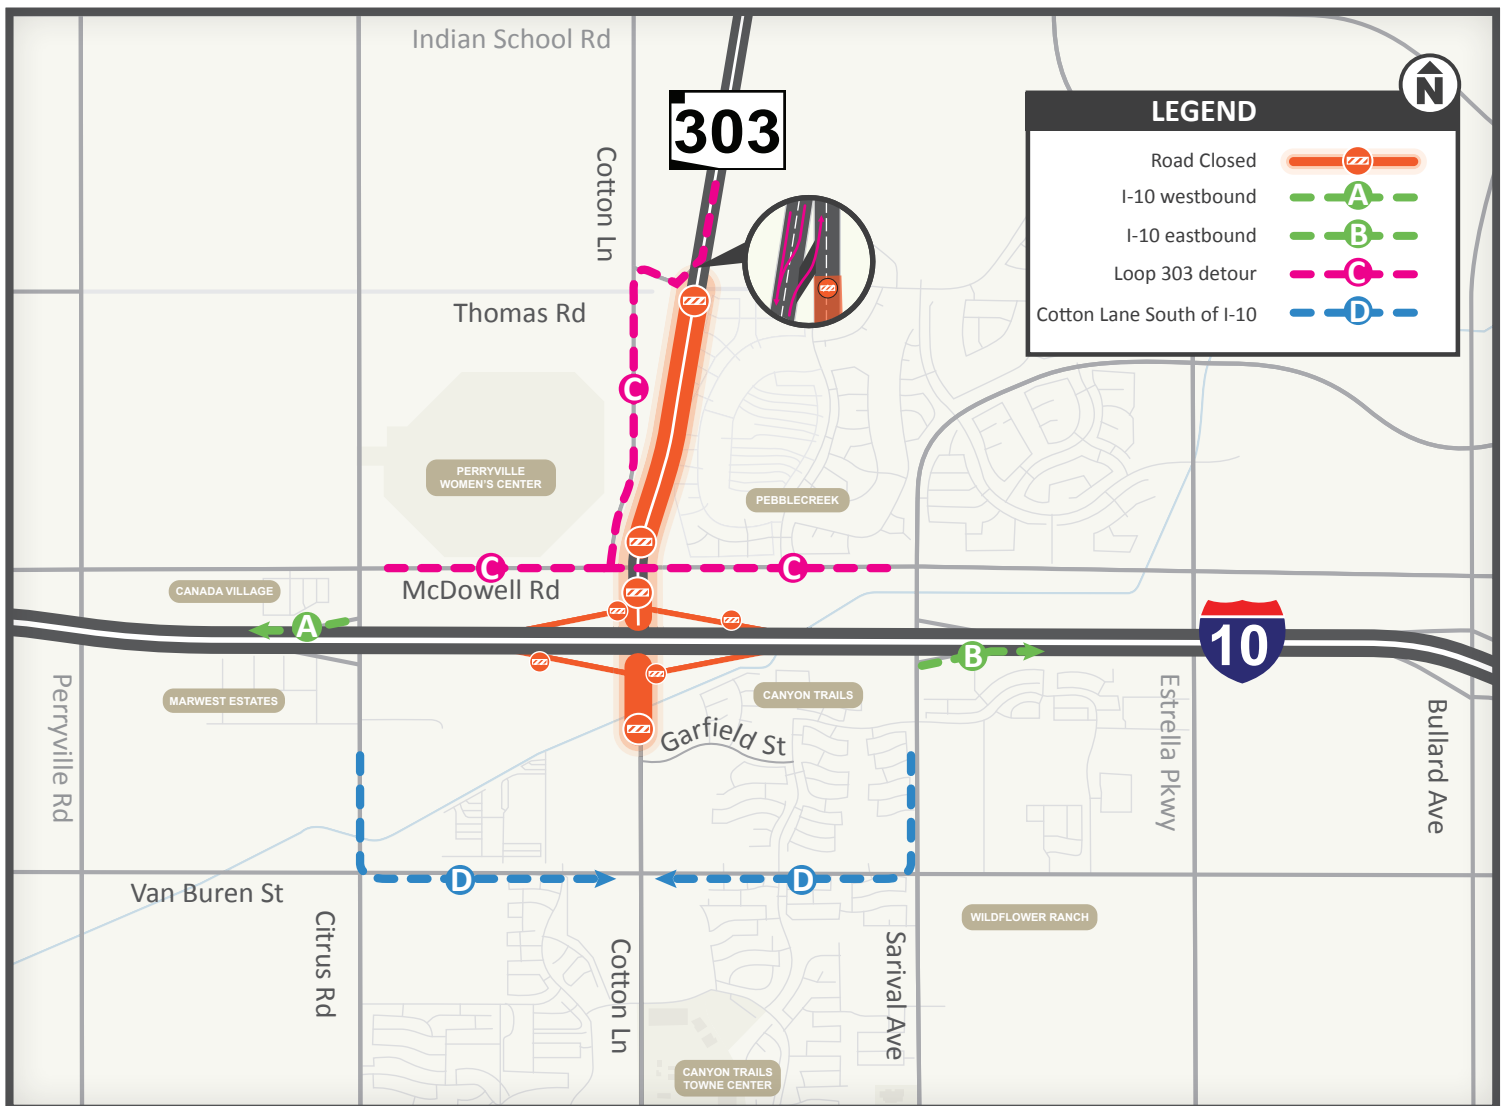 Indian School Rd
N
LEGEND
303
Road Closed
I-10 westbound
A
I-10 eastbound
B
Loop 303 detour
C
Cotton Lane South of I-10
D
Cotton Ln
Thomas Rd
C
PERRYVILLE
WOMEN'S CENTER
PEBBLECREEK
C
C
McDowell Rd
CANADA VILLAGE
A
10
B
MARWEST ESTATES
CANYON TRAILS
Garfield St
Perryville Rd
Estrella Pkwy
Bullard Ave
D
D
Van Buren St
WILDFLOWER RANCH
Citrus Rd
Cotton Ln
Sarival Ave
CANYON TRAILS
TOWNE CENTER